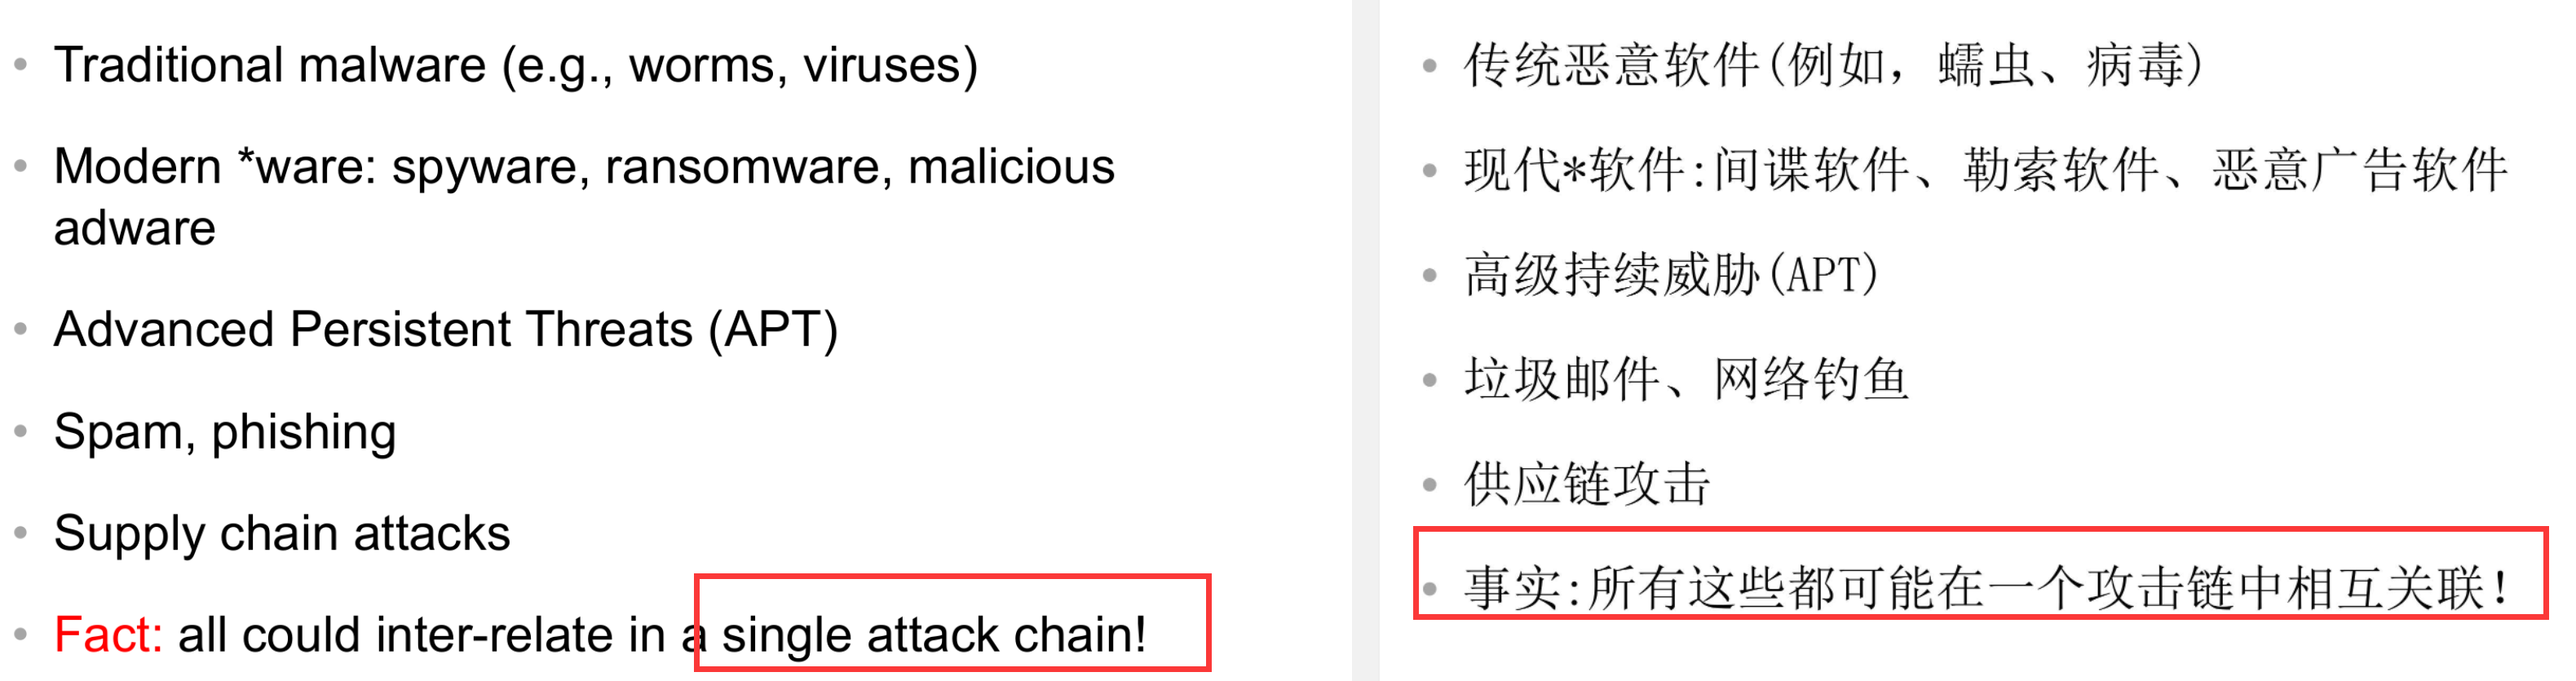 Traditional malware (e.g., worms, viruses)
Modern *ware: spyware, ransomware, malicious
adware
Advanced Persistent Threats (APT)
Spam, phishing
Supply chain attacks
Fact: all could inter-relate in a single attack chain!
传统恶意软件(例如，蠕虫、病毒)
现代*软件:间谍软件、勒索软件、恶意广告软件
高级持续威胁(APT)
垃圾邮件、网络钓鱼
供应链攻击
事实:所有这些都可能在一个攻击链中相互关联!